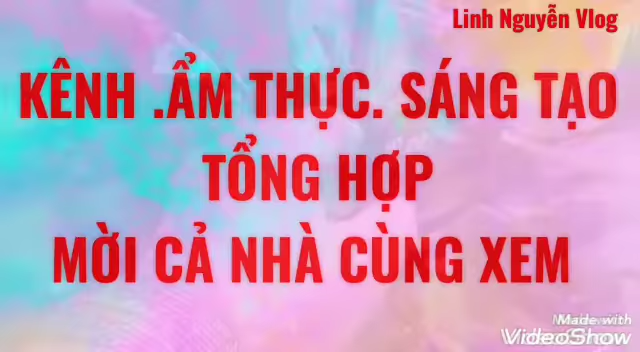 Linh Nguyễn Vlog
KÊNH .ẨM THỰC. SÁNG TẠO
TỔNG HỢP
MỜI CẢ NHÀ CÙNG XEM
Made with
VideoShow